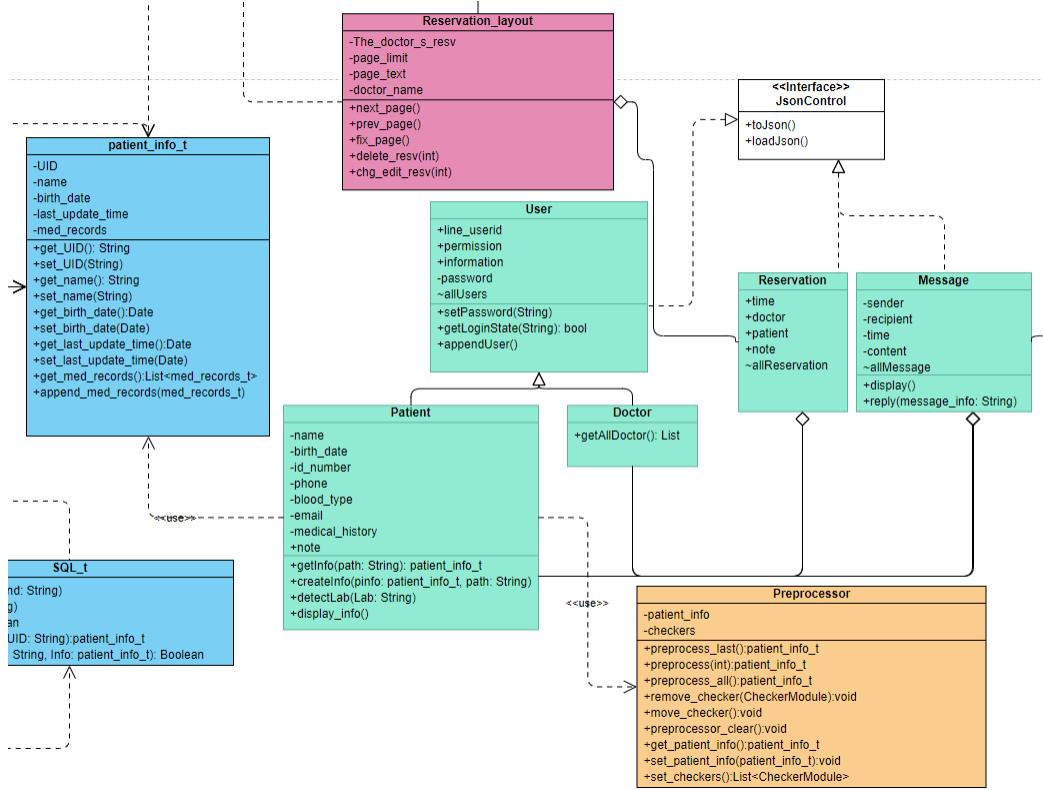 Reservation_layout
-The_doctor_s_resv
-page_limit
-page_text
-doctor_name
+next_page()
+prev_page()
+fix_page()
+delete_resv(int)
+chg_edit_resv(int)
<<Interface>>
JsonControl
+toJson()
+loadJson()
patient_info_t
-UID
-name
-birth_date
-last_update_time
-med_records
+get_UID(): String
+set_UID(String)
+get_name(): String
+set_name(String)
+get_birth_date():Date
+set_birth_date(Date)
+get_last_update_time():Date
+set_last_update_time(Date)
+get_med_records():List<med_records_t>
+append_med_records(med_records_t)
User
+line_userid
+permission
+information
-password
~allUsers
+setPassword(String)
+getLoginState(String): bool
+appendUser()
Reservation
+time
+doctor
+patient
+note
~allReservation
Message
-sender
-recipient
-time
-content
~allMessage
+display()
+reply(message_info: String)
Patient
-name
-birth_date
-id_number
-phone
-blood_type
-email
-medical_history
+note
+getInfo(path: String): patient_info_t
+createInfo(pinfo: patient_info_t, path: String)
+detectLab(Lab: String)
+display_info()
Doctor
+getAllDoctor(): List
<<use>>
<<use>>
SQL_t
nd: String)
g)
an
UID: String):patient_info_t
String, Info: patient_info_t): Boolean
Preprocessor
-patient_info
-checkers
+preprocess_last():patient_info_t
+preprocess(int):patient_info_t
+preprocess_all():patient_info_t
+remove_checker(CheckerModule):void
+move_checker():void
+preprocessor_clear():void
+get_patient_info():patient_info_t
+set_patient_info(patient_info_t):void
+set_checkers():List<CheckerModule>